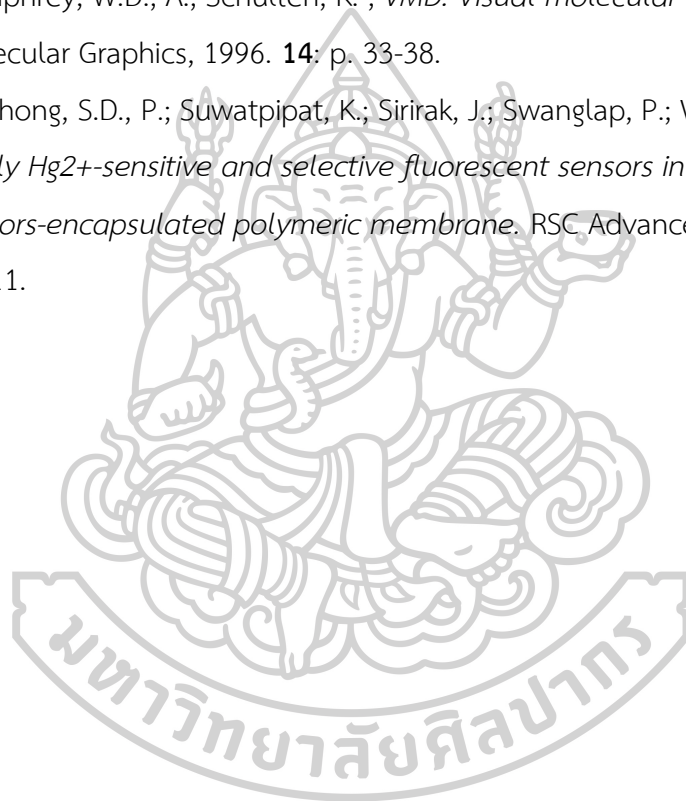 phrey, W.D., A., Schulten, K. , VMD: Visual molecular
ecular Graphics, 1996. 14: p. 33-38.
hong, S.D., P.; Suwatpipat, K.; Sirirak, J.; Swanglap, P.;
ly Hg2+-sensitive and selective fluorescent sensors in
ors-encapsulated polymeric membrane. RSC Advance
1.
มหาวิทยาลัยศิลปากร